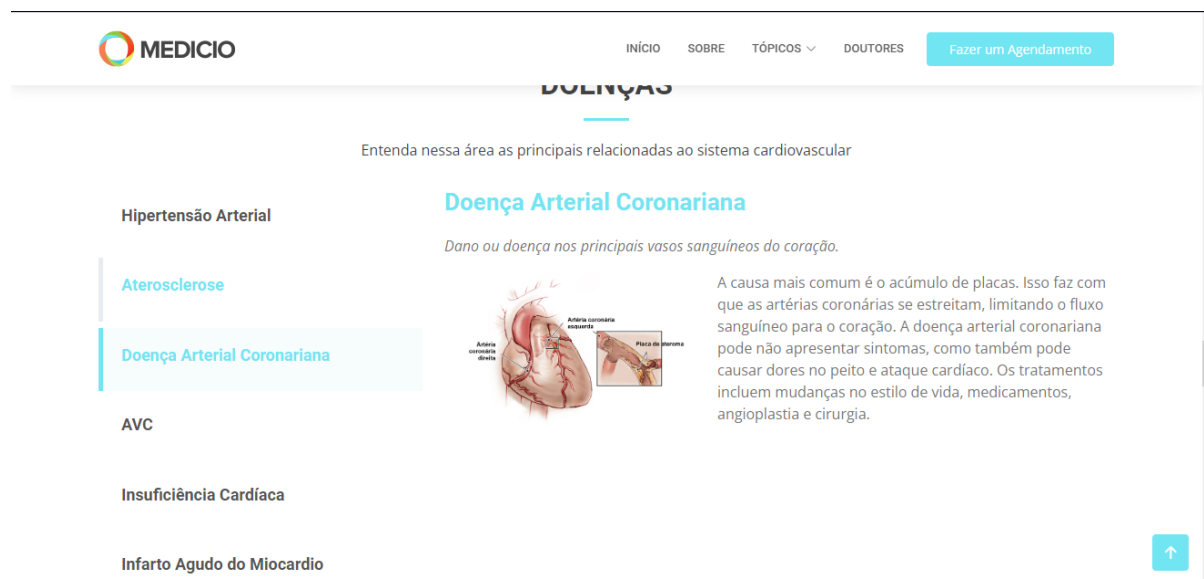 MEDICIO
INÍCIO SOBRE TÓPICOS DOUTORES Fazer um Agendamento
DOENÇAS
Entenda nessa área as principais relacionadas ao sistema cardiovascular
Hipertensão Arterial
Aterosclerose
Doença Arterial Coronariana
AVC
Insuficiência Cardíaca
Infarto Agudo do Miocardio
Doença Arterial Coronariana
Dano ou doença nos principais vasos sanguíneos do coração.
Artéria coronária
esquerda
Artéria
coronária
direita
Placa de ateroma
A causa mais comum é o acúmulo de placas. Isso faz com
que as artérias coronárias se estreitam, limitando o fluxo
sanguíneo para o coração. A doença arterial coronariana
pode não apresentar sintomas, como também pode
causar dores no peito e ataque cardíaco. Os tratamentos
incluem mudanças no estilo de vida, medicamentos,
angioplastia e cirurgia.